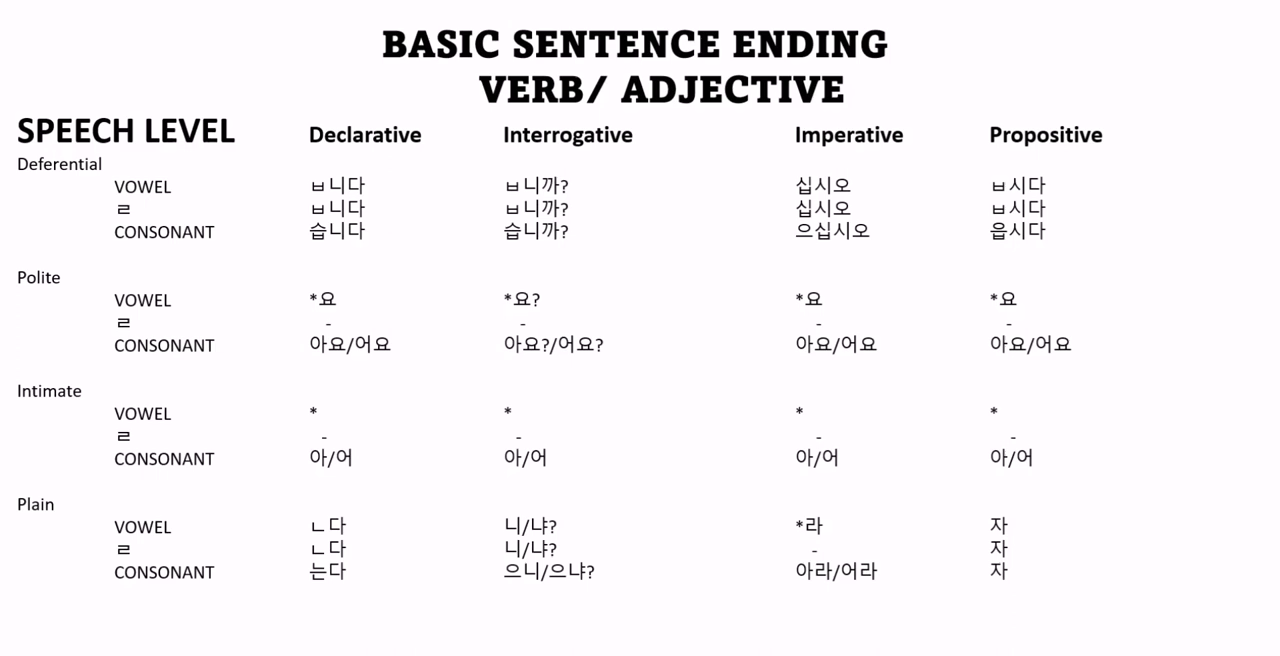 BASIC SENTENCE ENDING
VERB/ ADJECTIVE
SPEECH LEVEL Declarative Interrogative Imperative Propositive
Deferential
VOWEL ㅂ니다 ㅂ니까? 십시오 ㅂ시다
ㄹ ㅂ니다 ㅂ니까? 십시오 ㅂ시다
CONSONANT 습니다 습니까? 으십시오 읍시다
Polite
VOWEL *요 *요? *요 *요
ㄹ - - - -
CONSONANT 아요/어요 아요?/어요? 아요/어요 아요/어요
Intimate
VOWEL * * * *
ㄹ - - - -
CONSONANT 아/어 아/어 아/어 아/어
Plain
VOWEL ㄴ다 니/냐? *라 자
ㄹ ㄴ다 니/냐? - 자
CONSONANT 는다 으니/으냐? 아라/어라 자